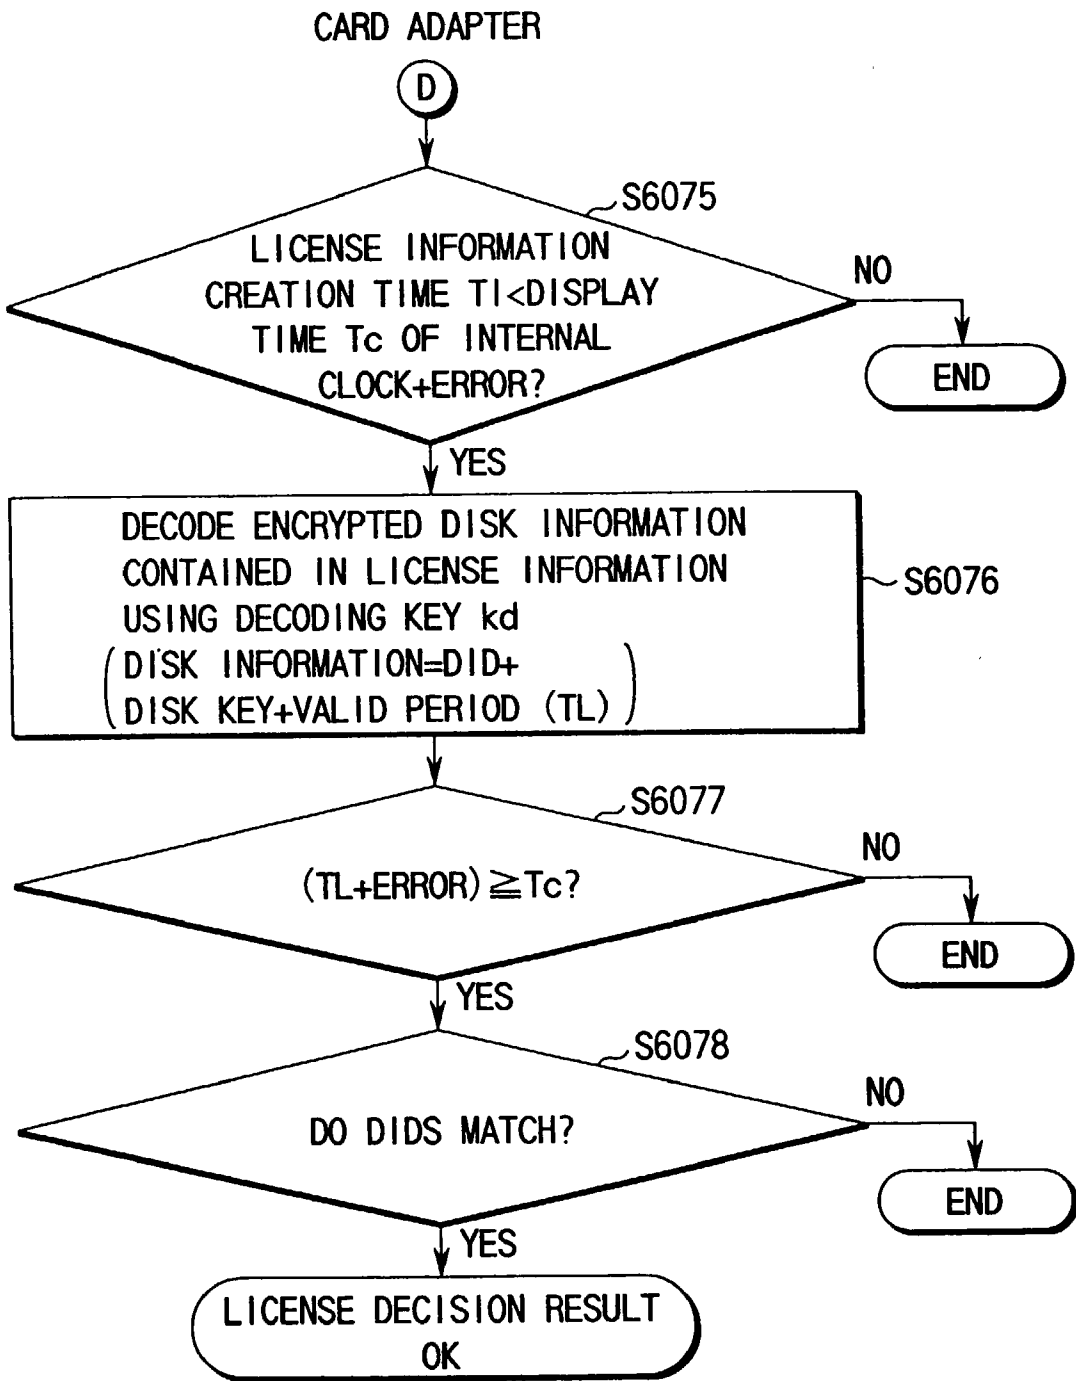 CARD ADAPTER
D
S6075
LICENSE INFORMATION
CREATION TIME TI<DISPLAY
TIME Tc OF INTERNAL
CLOCK+ERROR?
NO
END
YES
DECODE ENCRYPTED DISK INFORMATION
CONTAINED IN LICENSE INFORMATION
USING DECODING KEY kd
(DISK INFORMATION=DID+
DISK KEY+VALID PERIOD (TL))
S6076
S6077
(TL+ERROR)≧Tc?
NO
END
YES
S6078
DO DIDS MATCH?
NO
END
YES
LICENSE DECISION RESULT
OK